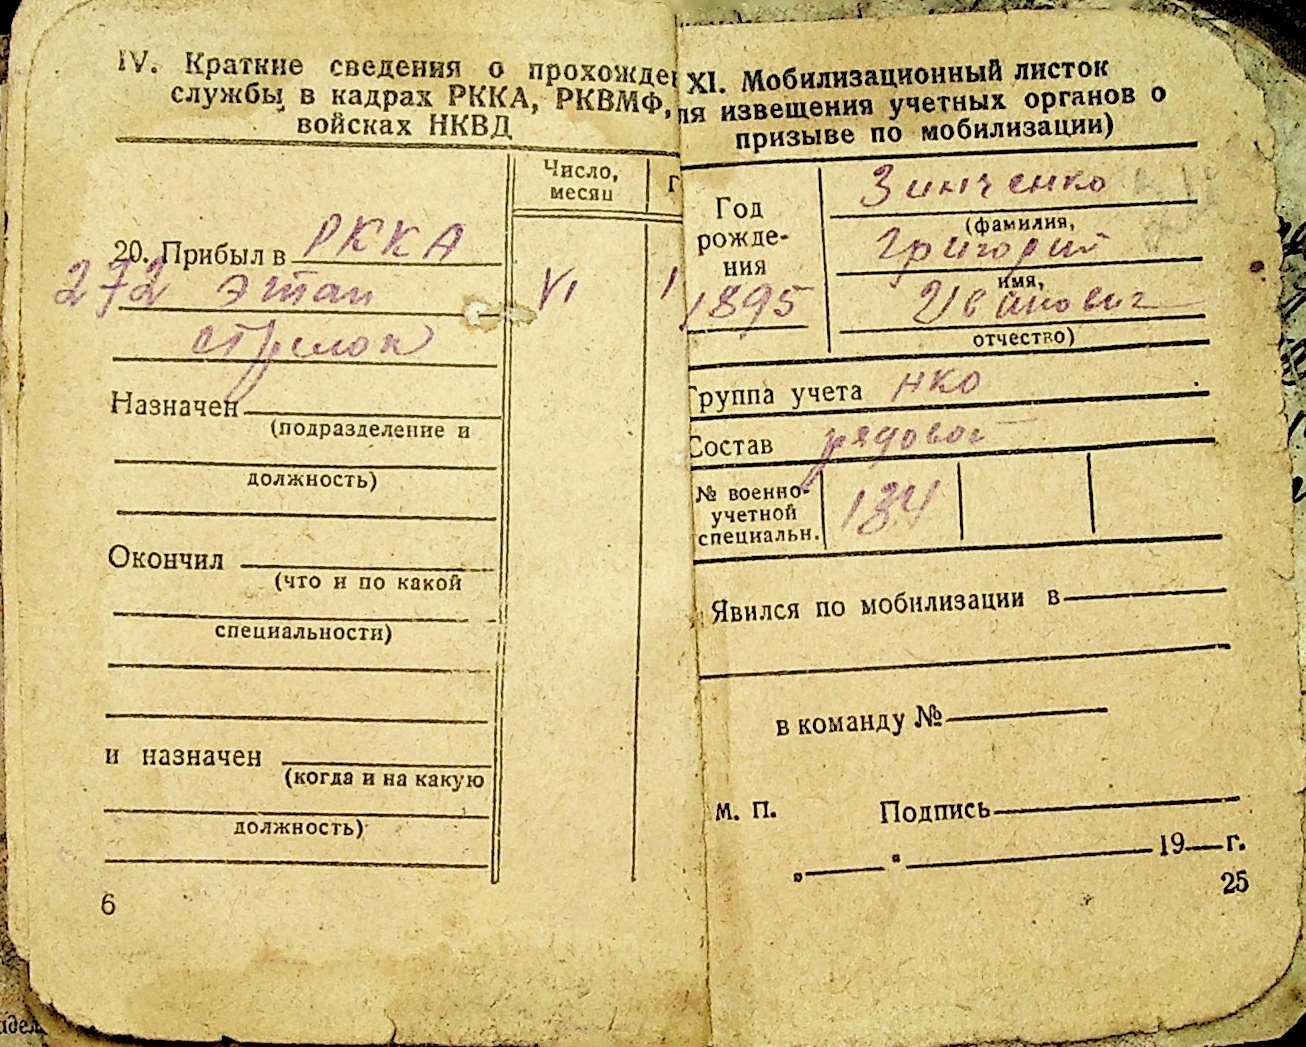 IV. Краткие сведения о прохожде
службы в кадрах РККА, РКВМФ,
войсках НКВД
Число,
месяц
Г
20. Прибыл в РККА
272 этап
VI
1
стрелок
Назначен
(подразделение и
должность)
Окончил
(что и по какой
специальности)
и назначен
(когда и на какую
должность)
6
XI. Мобилизационный листок
ля извещения учетных органов о
призыве по мобилизации)
Год
рожде-
ния
1895
Зинченко
(фамилия,
Григорий
имя,
Иванович
отчество)
Группа учета НКО
Состав рядовой
№ военно-
учетной
специальн.
134
Явился по мобилизации в
в команду №
М. П. Подпись
„ “ 19 г.
25